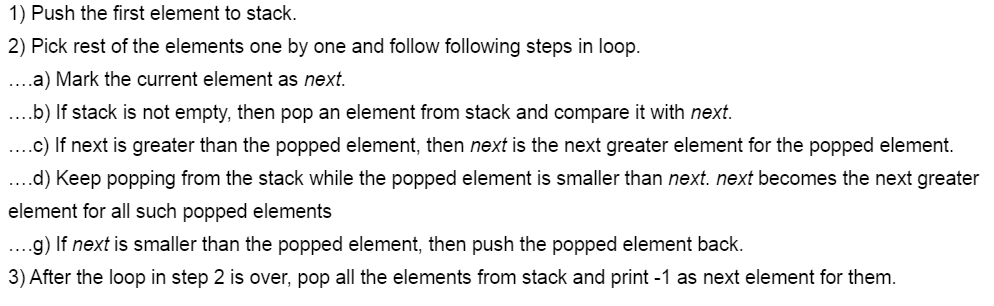 1) Push the first element to stack.
2) Pick rest of the elements one by one and follow following steps in loop.
....a) Mark the current element as next.
....b) If stack is not empty, then pop an element from stack and compare it with next.
....c) If next is greater than the popped element, then next is the next greater element for the popped element.
....d) Keep popping from the stack while the popped element is smaller than next. next becomes the next greater
element for all such popped elements
....g) If next is smaller than the popped element, then push the popped element back.
3) After the loop in step 2 is over, pop all the elements from stack and print -1 as next element for them.